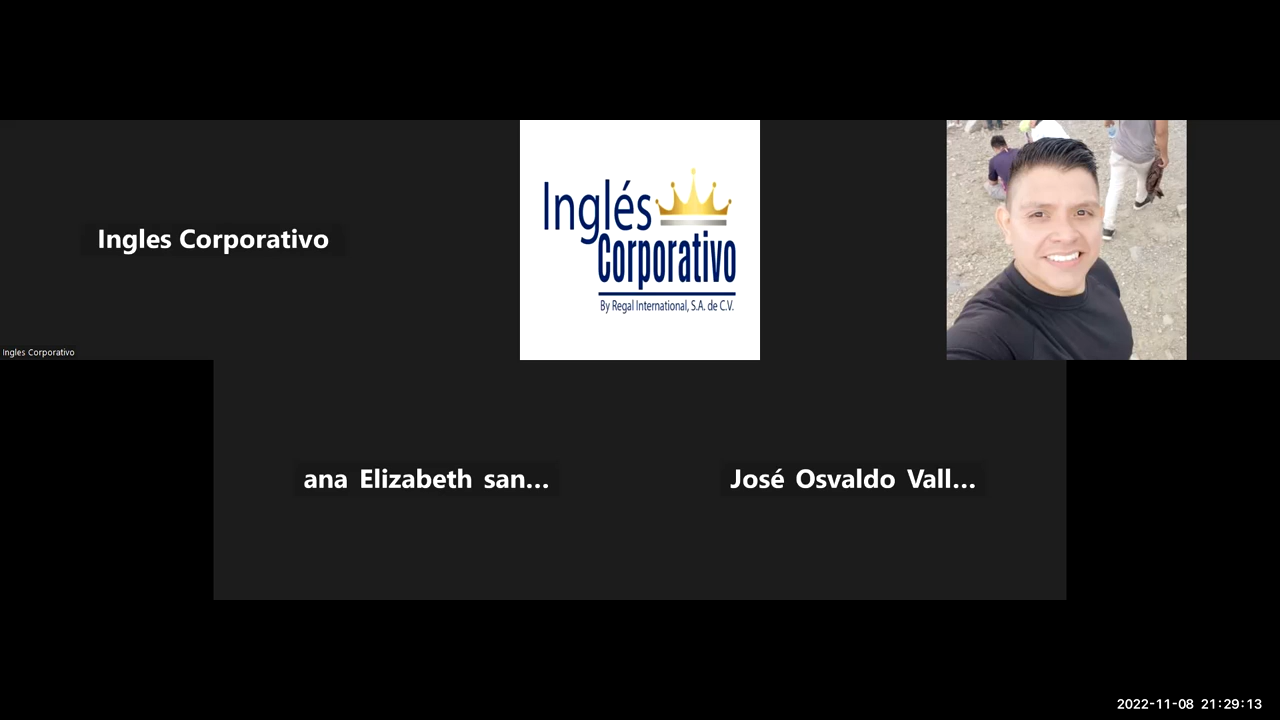 Ingles Corporativo
Inglés
Corporativo
By Regal International, S.A. de C.V.
Ingles Corporativo
ana Elizabeth san...
José Osvaldo Vall...
2022-11-08 21:29:13